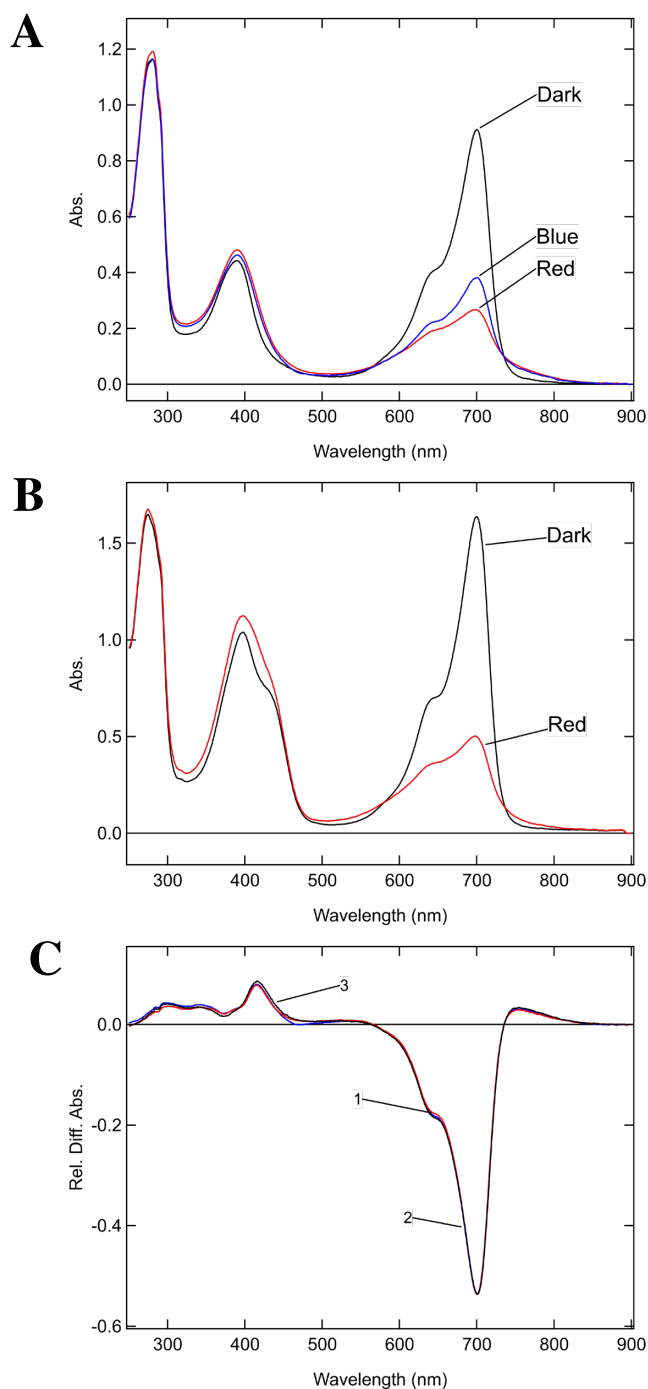 A
Abs.
1.2
1.0
0.8
0.6
0.4
0.2
0.0
Dark
Blue
Red
300 400 500 600 700 800 900
Wavelength (nm)
B
Abs.
1.5
1.0
0.5
0.0
Dark
Red
300 400 500 600 700 800 900
Wavelength (nm)
C
Rel. Diff. Abs.
0.0
-0.2
-0.4
-0.6
3
1
2
300 400 500 600 700 800 900
Wavelength (nm)